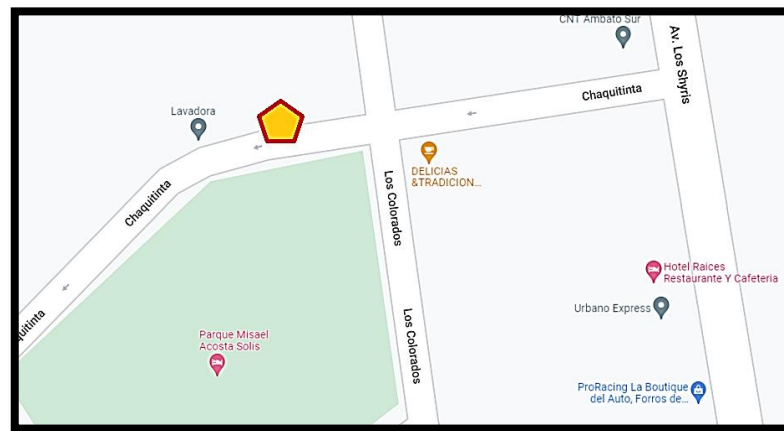 CNT Ambato Sur
Av. Los Shyris
Chaquitinta
Lavadora
DELICIAS
&TRADICION...
Chaquitinta
Los Colorados
Hotel Raices
Restaurante Y Cafeteria
Urbano Express
quitinta
Los Colorados
Parque Misael
Acosta Solis
ProRacing La Boutique
del Auto, Forros de...